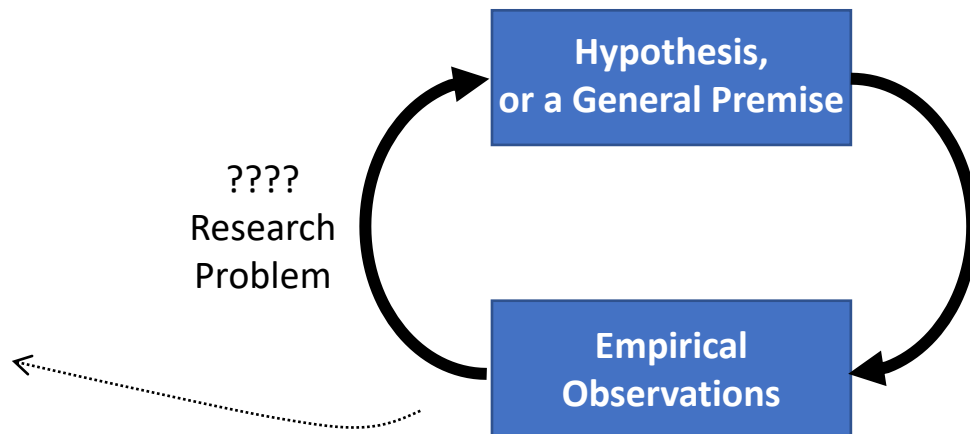 Hypothesis,
or a General Premise
????
Research
Problem
Empirical
Observations